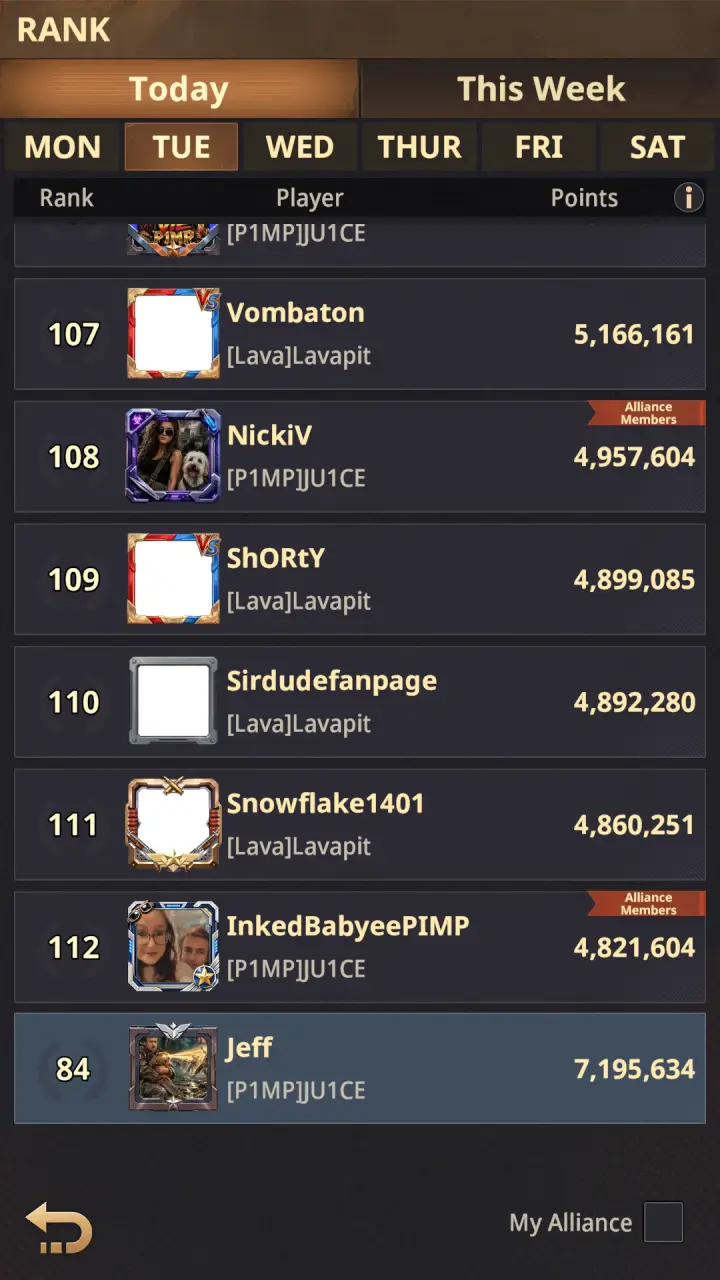 RANK
Today This Week
MON TUE WED THUR FRI SAT
Rank Player Points i
P1MP
[P1MP]JU1CE
107 VS Vombaton 5,166,161
[Lava]Lavapit
Alliance Members
108 NickiV 4,957,604
[P1MP]JU1CE
109 VS ShORtY 4,899,085
[Lava]Lavapit
110 Sirdudefanpage 4,892,280
[Lava]Lavapit
111 Snowflake1401 4,860,251
[Lava]Lavapit
Alliance Members
112 InkedBabyeePIMP 4,821,604
[P1MP]JU1CE
84 Jeff 7,195,634
[P1MP]JU1CE
My Alliance